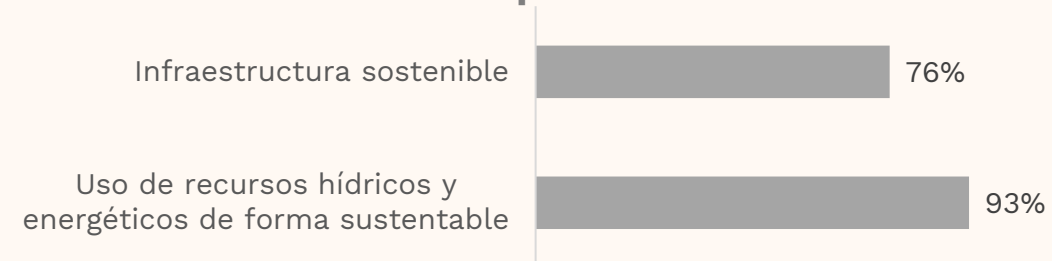 Infraestructura sostenible
76%
Uso de recursos hídricos y
energéticos de forma sustentable
93%